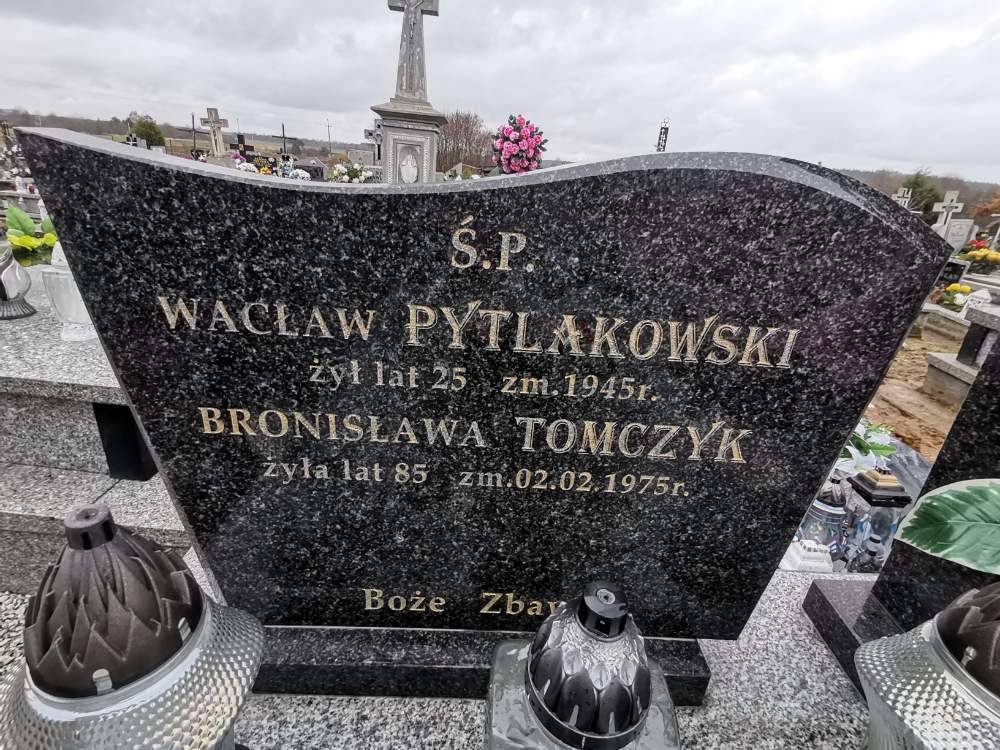 Ś.P.
WACŁAW PYTLAKOWSKI
żył lat 25 zm.1945r.
BRONISŁAWA TOMCZYK
żyła lat 85 zm.02.02.1975r.
Boże